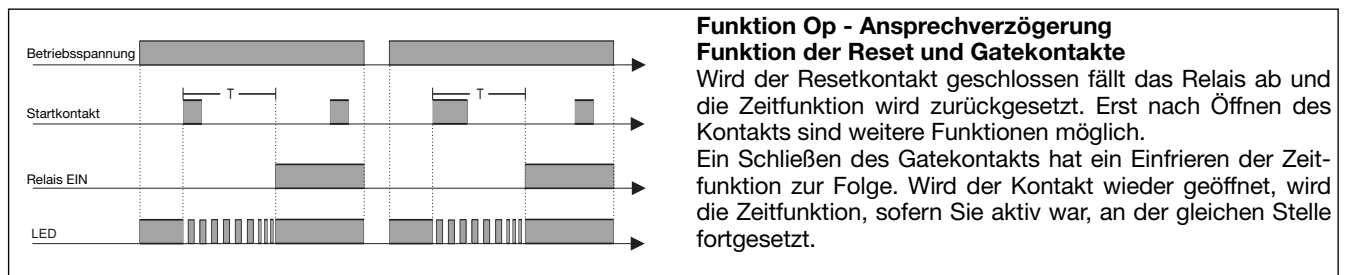 Betriebsspannung
T
T
Startkontakt
Relais EIN
LED
Funktion Op - Ansprechverzögerung
Funktion der Reset und Gatekontakte
Wird der Resetkontakt geschlossen fällt das Relais ab und
die Zeitfunktion wird zurückgesetzt. Erst nach Öffnen des
Kontakts sind weitere Funktionen möglich.
Ein Schließen des Gatekontakts hat ein Einfrieren der Zeit-
funktion zur Folge. Wird der Kontakt wieder geöffnet, wird
die Zeitfunktion, sofern Sie aktiv war, an der gleichen Stelle
fortgesetzt.